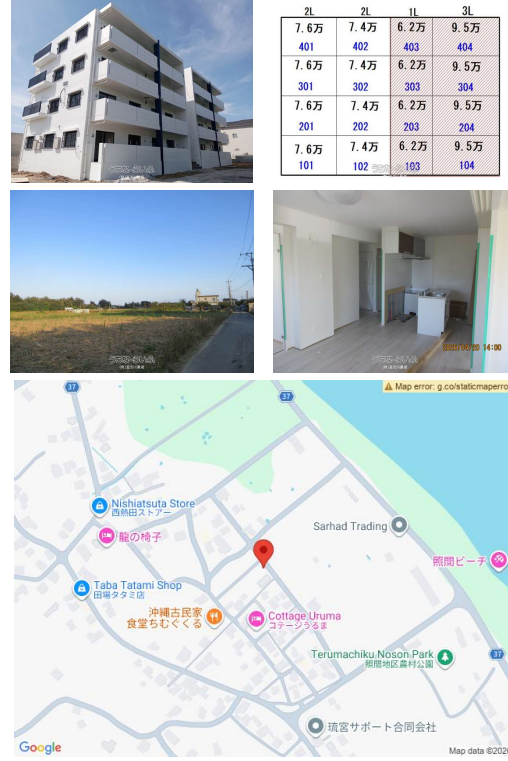 2L 2L 1L 3L
7.6万 7.4万 6.2万 9.5万
401 402 403 404
7.6万 7.4万 6.2万 9.5万
301 302 303 304
7.6万 7.4万 6.2万 9.5万
201 202 203 204
7.6万 7.4万 6.2万 9.5万
101 102 103 104
14:00
37
37
Map error: g.co/staticmaperro
Nishiatsuta Store
西熱田ストアー
龍の椅子
Sarhad Trading
照間ビーチ
Taba Tatami Shop
田場タタミ店
沖縄古民家
食堂ちむぐくる
Cottage Uruma
コテージうるま
Terumachiku Noson Park
照間地区農村公園
37
琉宮サポート合同会社
Google
Map data ©2026